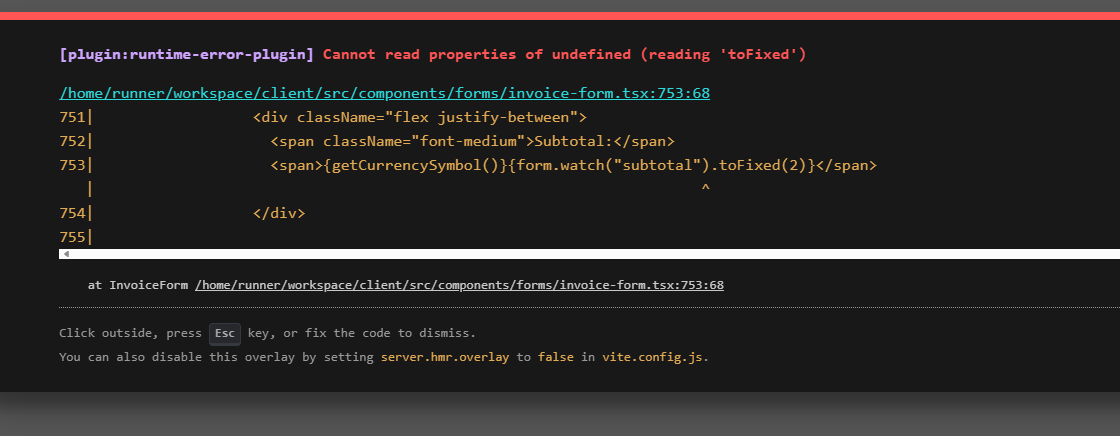 [plugin:runtime-error-plugin] Cannot read properties of undefined (reading 'toFixed')
/home/runner/workspace/client/src/components/forms/invoice-form.tsx:753:68
751|                  <div className="flex justify-between">
752|                    <span className="font-medium">Subtotal:</span>
753|                    <span>{getCurrencySymbol()}{form.watch("subtotal").toFixed(2)}</span>
   |                                                                    ^
754|                  </div>
755|
at InvoiceForm /home/runner/workspace/client/src/components/forms/invoice-form.tsx:753:68
Click outside, press Esc key, or fix the code to dismiss.
You can also disable this overlay by setting server.hmr.overlay to false in vite.config.js.